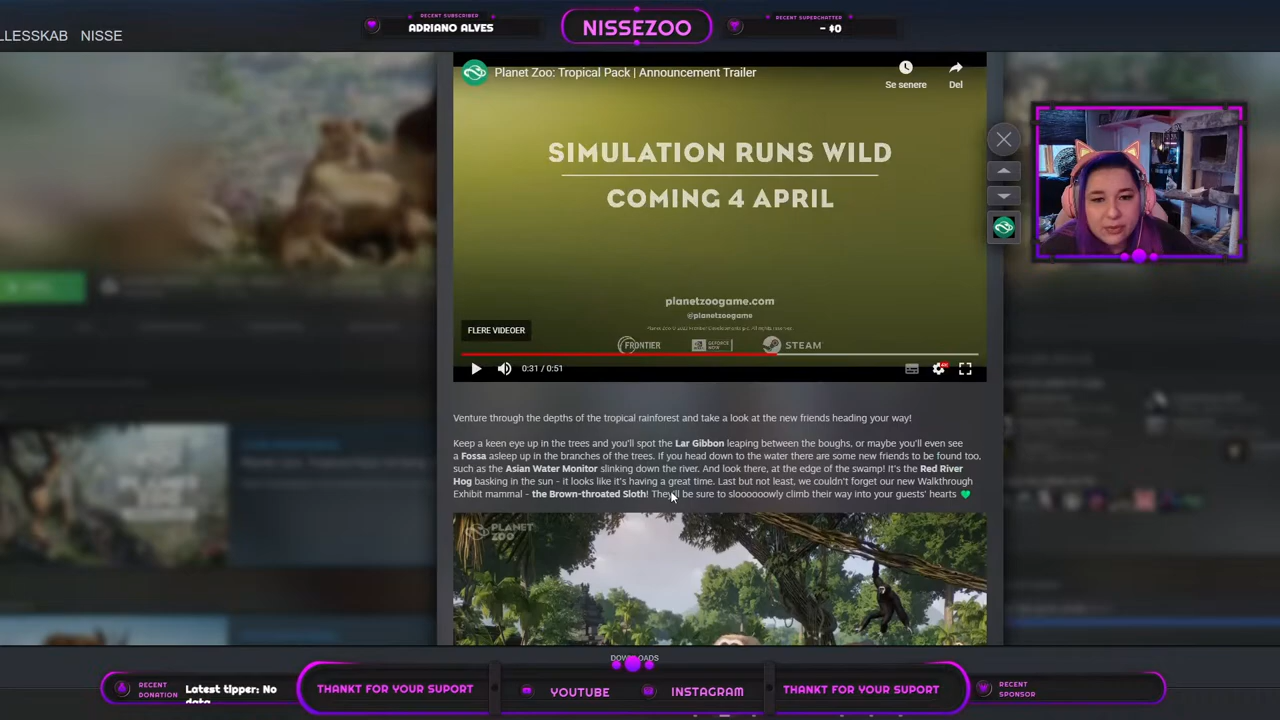 RECENT SUBSCRIBER
ADRIANO ALVES
NISSEZOO
RECENT SUPERCHATTER
- $0
LLESSKAB NISSE
Planet Zoo: Tropical Pack | Announcement Trailer
Se senere
Del
SIMULATION RUNS WILD
COMING 4 APRIL
planetzoogame.com
@planetzoogame
FLERE VIDEOER
FRONTIER
STEAM
0:31 / 0:51
Venture through the depths of the tropical rainforest and take a look at the new friends heading your way!
Keep a keen eye up in the trees and you'll spot the Lar Gibbon leaping between the boughs, or maybe you'll even see
a Fossa asleep up in the branches of the trees. If you head down to the water there are some new friends to be found too,
such as the Asian Water Monitor slinking down the river. And look there, at the edge of the swamp! It's the Red River
Hog basking in the sun - it looks like it's having a great time. Last but not least, we couldn't forget our new Walkthrough
Exhibit mammal - the Brown-throated Sloth! They'll be sure to slooooowly climb their way into your guests' hearts
PLANET
ZOO
RECENT
DONATION
Latest tipper: No
data
THANKT FOR YOUR SUPORT
YOUTUBE
INSTAGRAM
THANKT FOR YOUR SUPORT
RECENT
SPONSOR